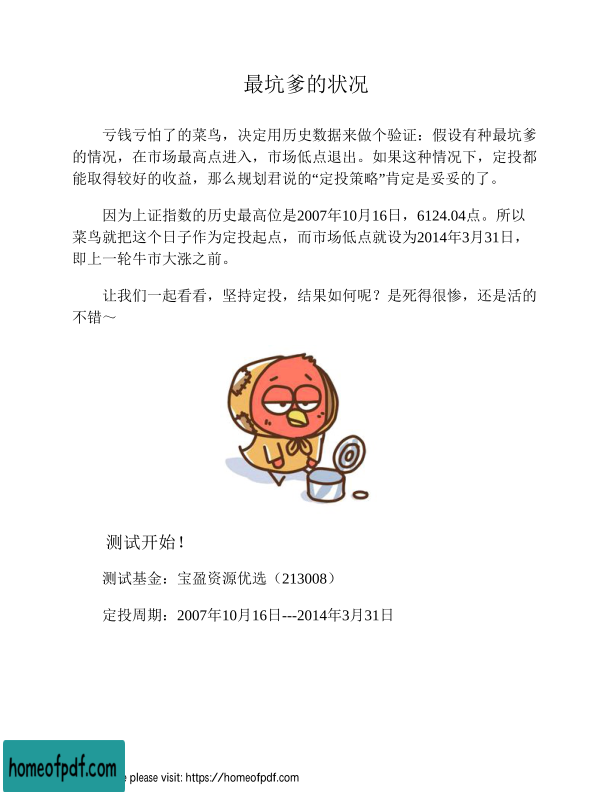 最坑爹的状况
亏钱亏怕了的菜鸟，决定用历史数据来做个验证：假设有种最坑爹
的情况，在市场最高点进入，市场低点退出。如果这种情况下，定投都
能取得较好的收益，那么规划君说的“定投策略”肯定是妥妥的了。
因为上证指数的历史最高位是2007年10月16日，6124.04点。所以
菜鸟就把这个日子作为定投起点，而市场低点就设为2014年3月31日，
即上一轮牛市大涨之前。
让我们一起看看，坚持定投，结果如何呢？是死得很惨，还是活的
不错～
测试开始！
测试基金：宝盈资源优选（213008）
定投周期：2007年10月16日---2014年3月31日
homeofpdf.com
please visit: https://homeofpdf.com